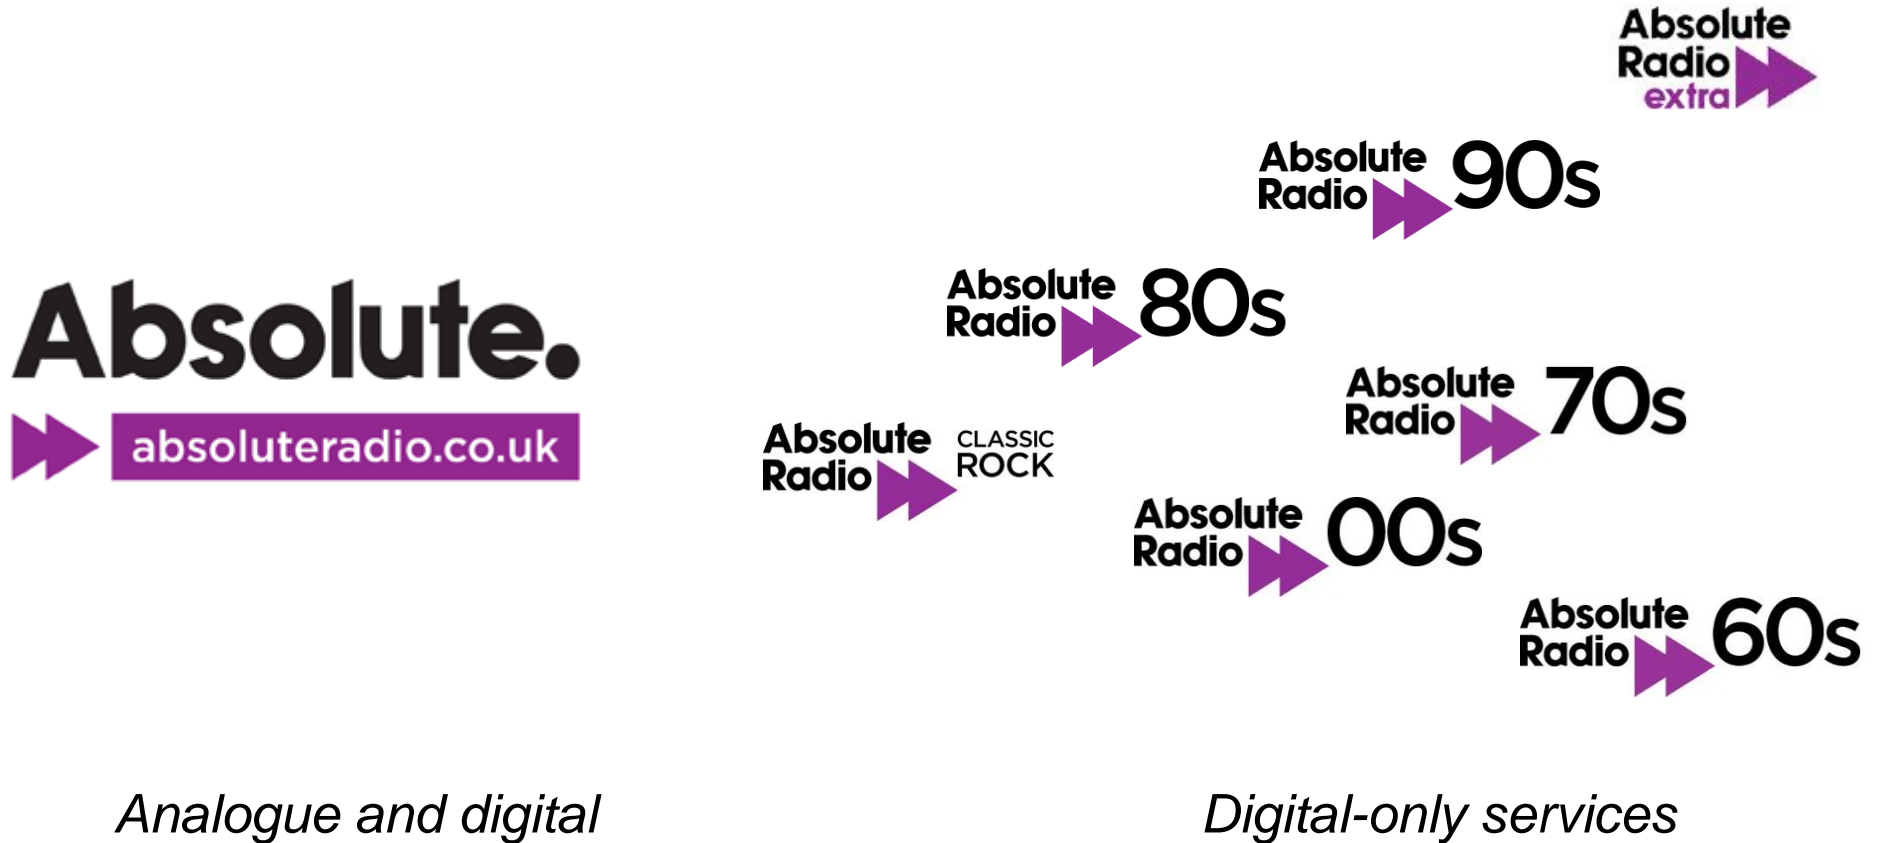 Absolute.
absoluteradio.co.uk
Absolute
Radio
extra
Absolute
Radio
90s
Absolute
Radio
80s
Absolute
Radio
70s
Absolute
Radio
CLASSIC
ROCK
Absolute
Radio
00s
Absolute
Radio
60s
Analogue and digital
Digital-only services